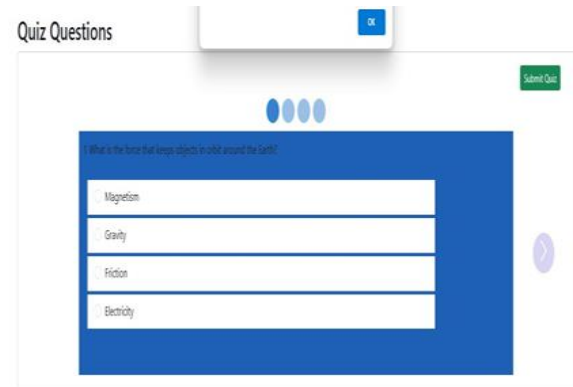 OK
Quiz Questions
Submit Quiz
1. What is the force that keeps objects in orbit around the Earth?
Magnetism
Gravity
Friction
Electricity